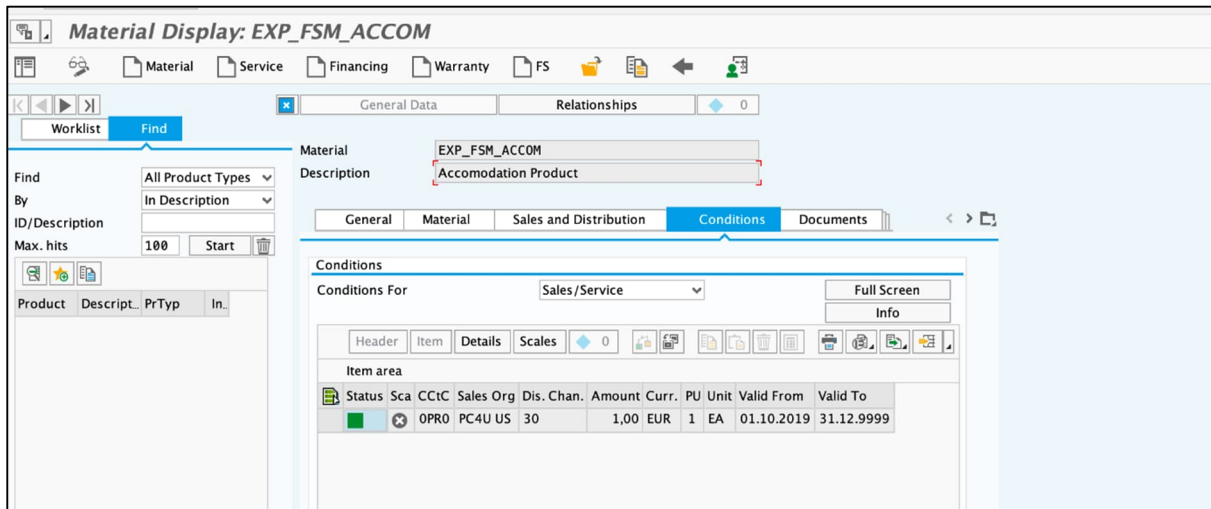 Material Display: EXP_FSM_ACCOM
Material Service Financing Warranty FS
General Data Relationships 0
Worklist Find
Material EXP_FSM_ACCOM
Description Accomodation Product
Find All Product Types
By In Description
ID/Description
Max. hits 100 Start
General Material Sales and Distribution Conditions Documents
Conditions
Conditions For Sales/Service Full Screen
Info
Product Descript.. PrTyp In..
Header Item Details Scales 0
Item area
Status Sca CCtC Sales Org Dis. Chan. Amount Curr. PU Unit Valid From Valid To
0PR0 PC4U US 30 1,00 EUR 1 EA 01.10.2019 31.12.9999